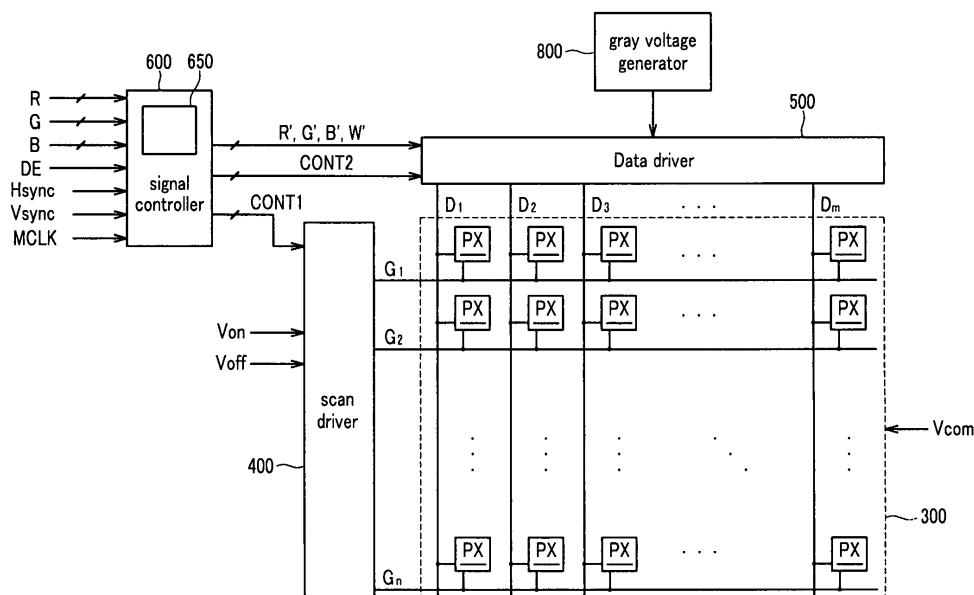 gray voltage
generator
800
600
650
500
R
G
B
DE
Hsync
Vsync
MCLK
signal
controller
R', G', B', W'
CONT2
CONT1
Data driver
D1 D2 D3 . . . Dm
PX PX PX . . . PX
G1
PX PX PX . . . PX
G2
Von
Voff
scan
driver
400
Vcom
300
PX PX PX . . . PX
Gn